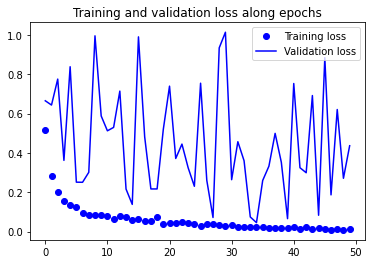 Training and validation loss along epochs
Training loss
Validation loss
1.0
0.8
0.6
0.4
0.2
0.0
0 10 20 30 40 50